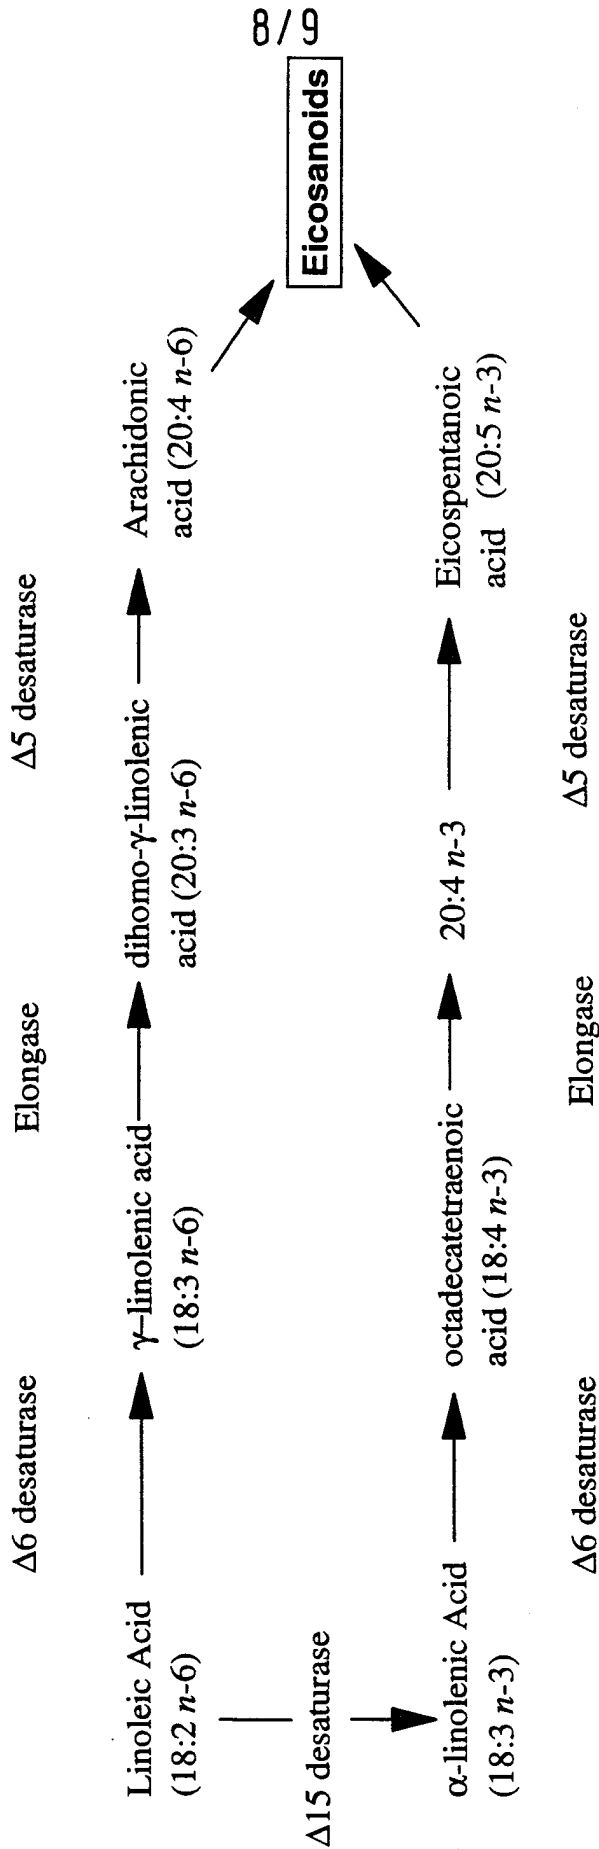 8/9
Δ6 desaturase
Elongase
Δ5 desaturase
Linoleic Acid
(18:2 n-6)
γ–linolenic acid
(18:3 n-6)
dihomo-γ-linolenic
acid (20:3 n-6)
Arachidonic
acid (20:4 n-6)
Δ15 desaturase
Eicosanoids
α-linolenic Acid
(18:3 n-3)
octadecatetraenoic
acid (18:4 n-3)
20:4 n-3
Eicospentanoic
acid (20:5 n-3)
Δ6 desaturase
Elongase
Δ5 desaturase